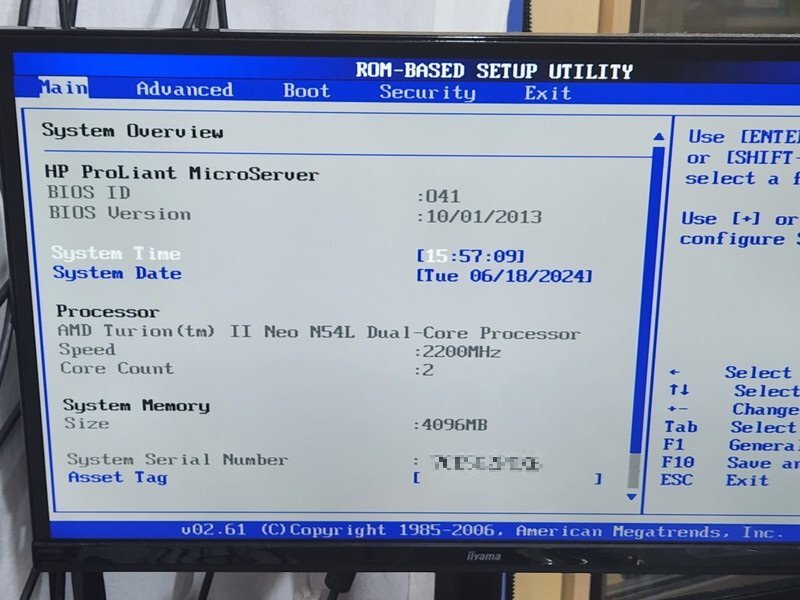 ROM-BASED SETUP UTILITY
Main Advanced Boot Security Exit
System Overview
HP ProLiant MicroServer
BIOS ID :041
BIOS Version :10/01/2013
System Time [15:57:09]
System Date [Tue 06/18/2024]
Processor
AMD Turion(tm) II Neo N54L Dual-Core Processor
Speed :2200MHz
Core Count :2
System Memory
Size :4096MB
System Serial Number :
Asset Tag [ ]
Use [ENTE
or [SHIFT-
select a f
Use [+] or
configure S
← Select
↑↓ Select
+- Change
Tab Select
F1 General
F10 Save an
ESC Exit
v02.61 (C)Copyright 1985-2006, American Megatrends, Inc.
iiyama